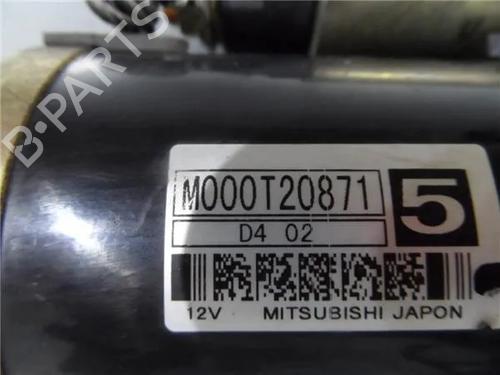 B-PARTS
M000T20871
5
D4 02
12V MITSUBISHI JAPON